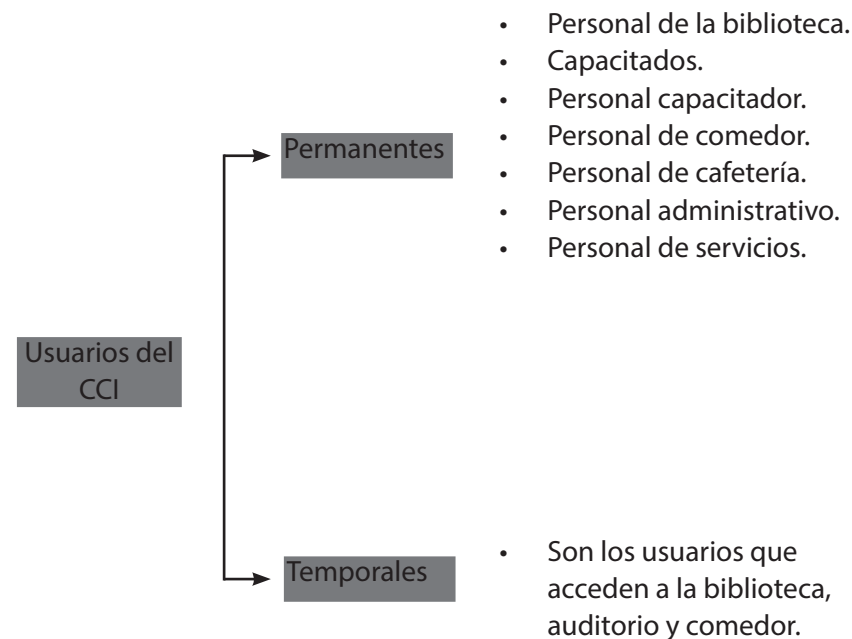 • Personal de la biblioteca.
• Capacitados.
• Personal capacitador.
• Personal de comedor.
• Personal de cafetería.
• Personal administrativo.
• Personal de servicios.
Permanentes
Usuarios del
CCI
Temporales
• Son los usuarios que
acceden a la biblioteca,
auditorio y comedor.